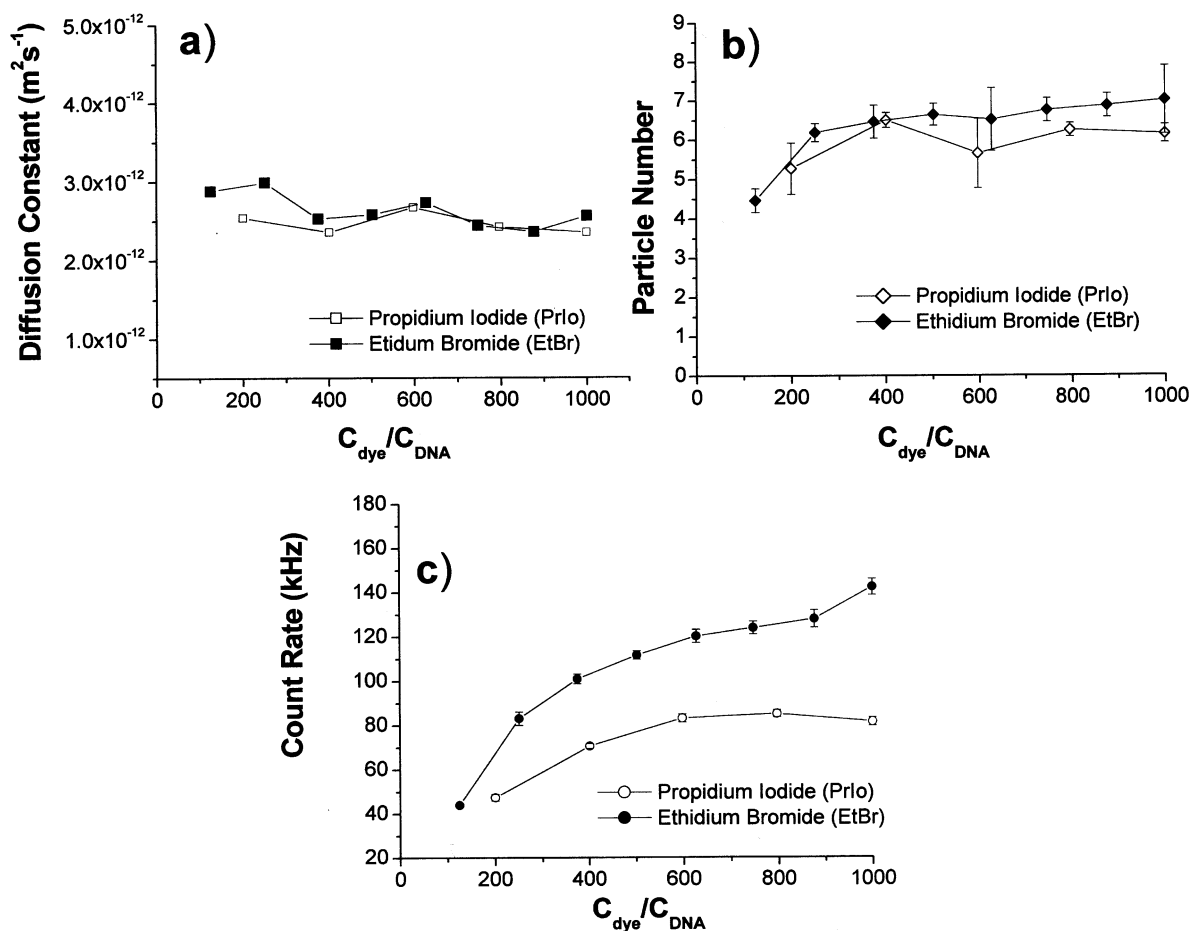 a)
Diffusion Constant (m²s⁻¹)
5.0x10⁻¹²
4.0x10⁻¹²
3.0x10⁻¹²
2.0x10⁻¹²
1.0x10⁻¹²
Propidium Iodide (PrIo)
Etidum Bromide (EtBr)
0 200 400 600 800 1000
C_dye/C_DNA
b)
Particle Number
9
8
7
6
5
4
3
2
1
0
Propidium Iodide (PrIo)
Ethidium Bromide (EtBr)
0 200 400 600 800 1000
C_dye/C_DNA
c)
Count Rate (kHz)
180
160
140
120
100
80
60
40
20
Propidium Iodide (PrIo)
Ethidium Bromide (EtBr)
0 200 400 600 800 1000
C_dye/C_DNA